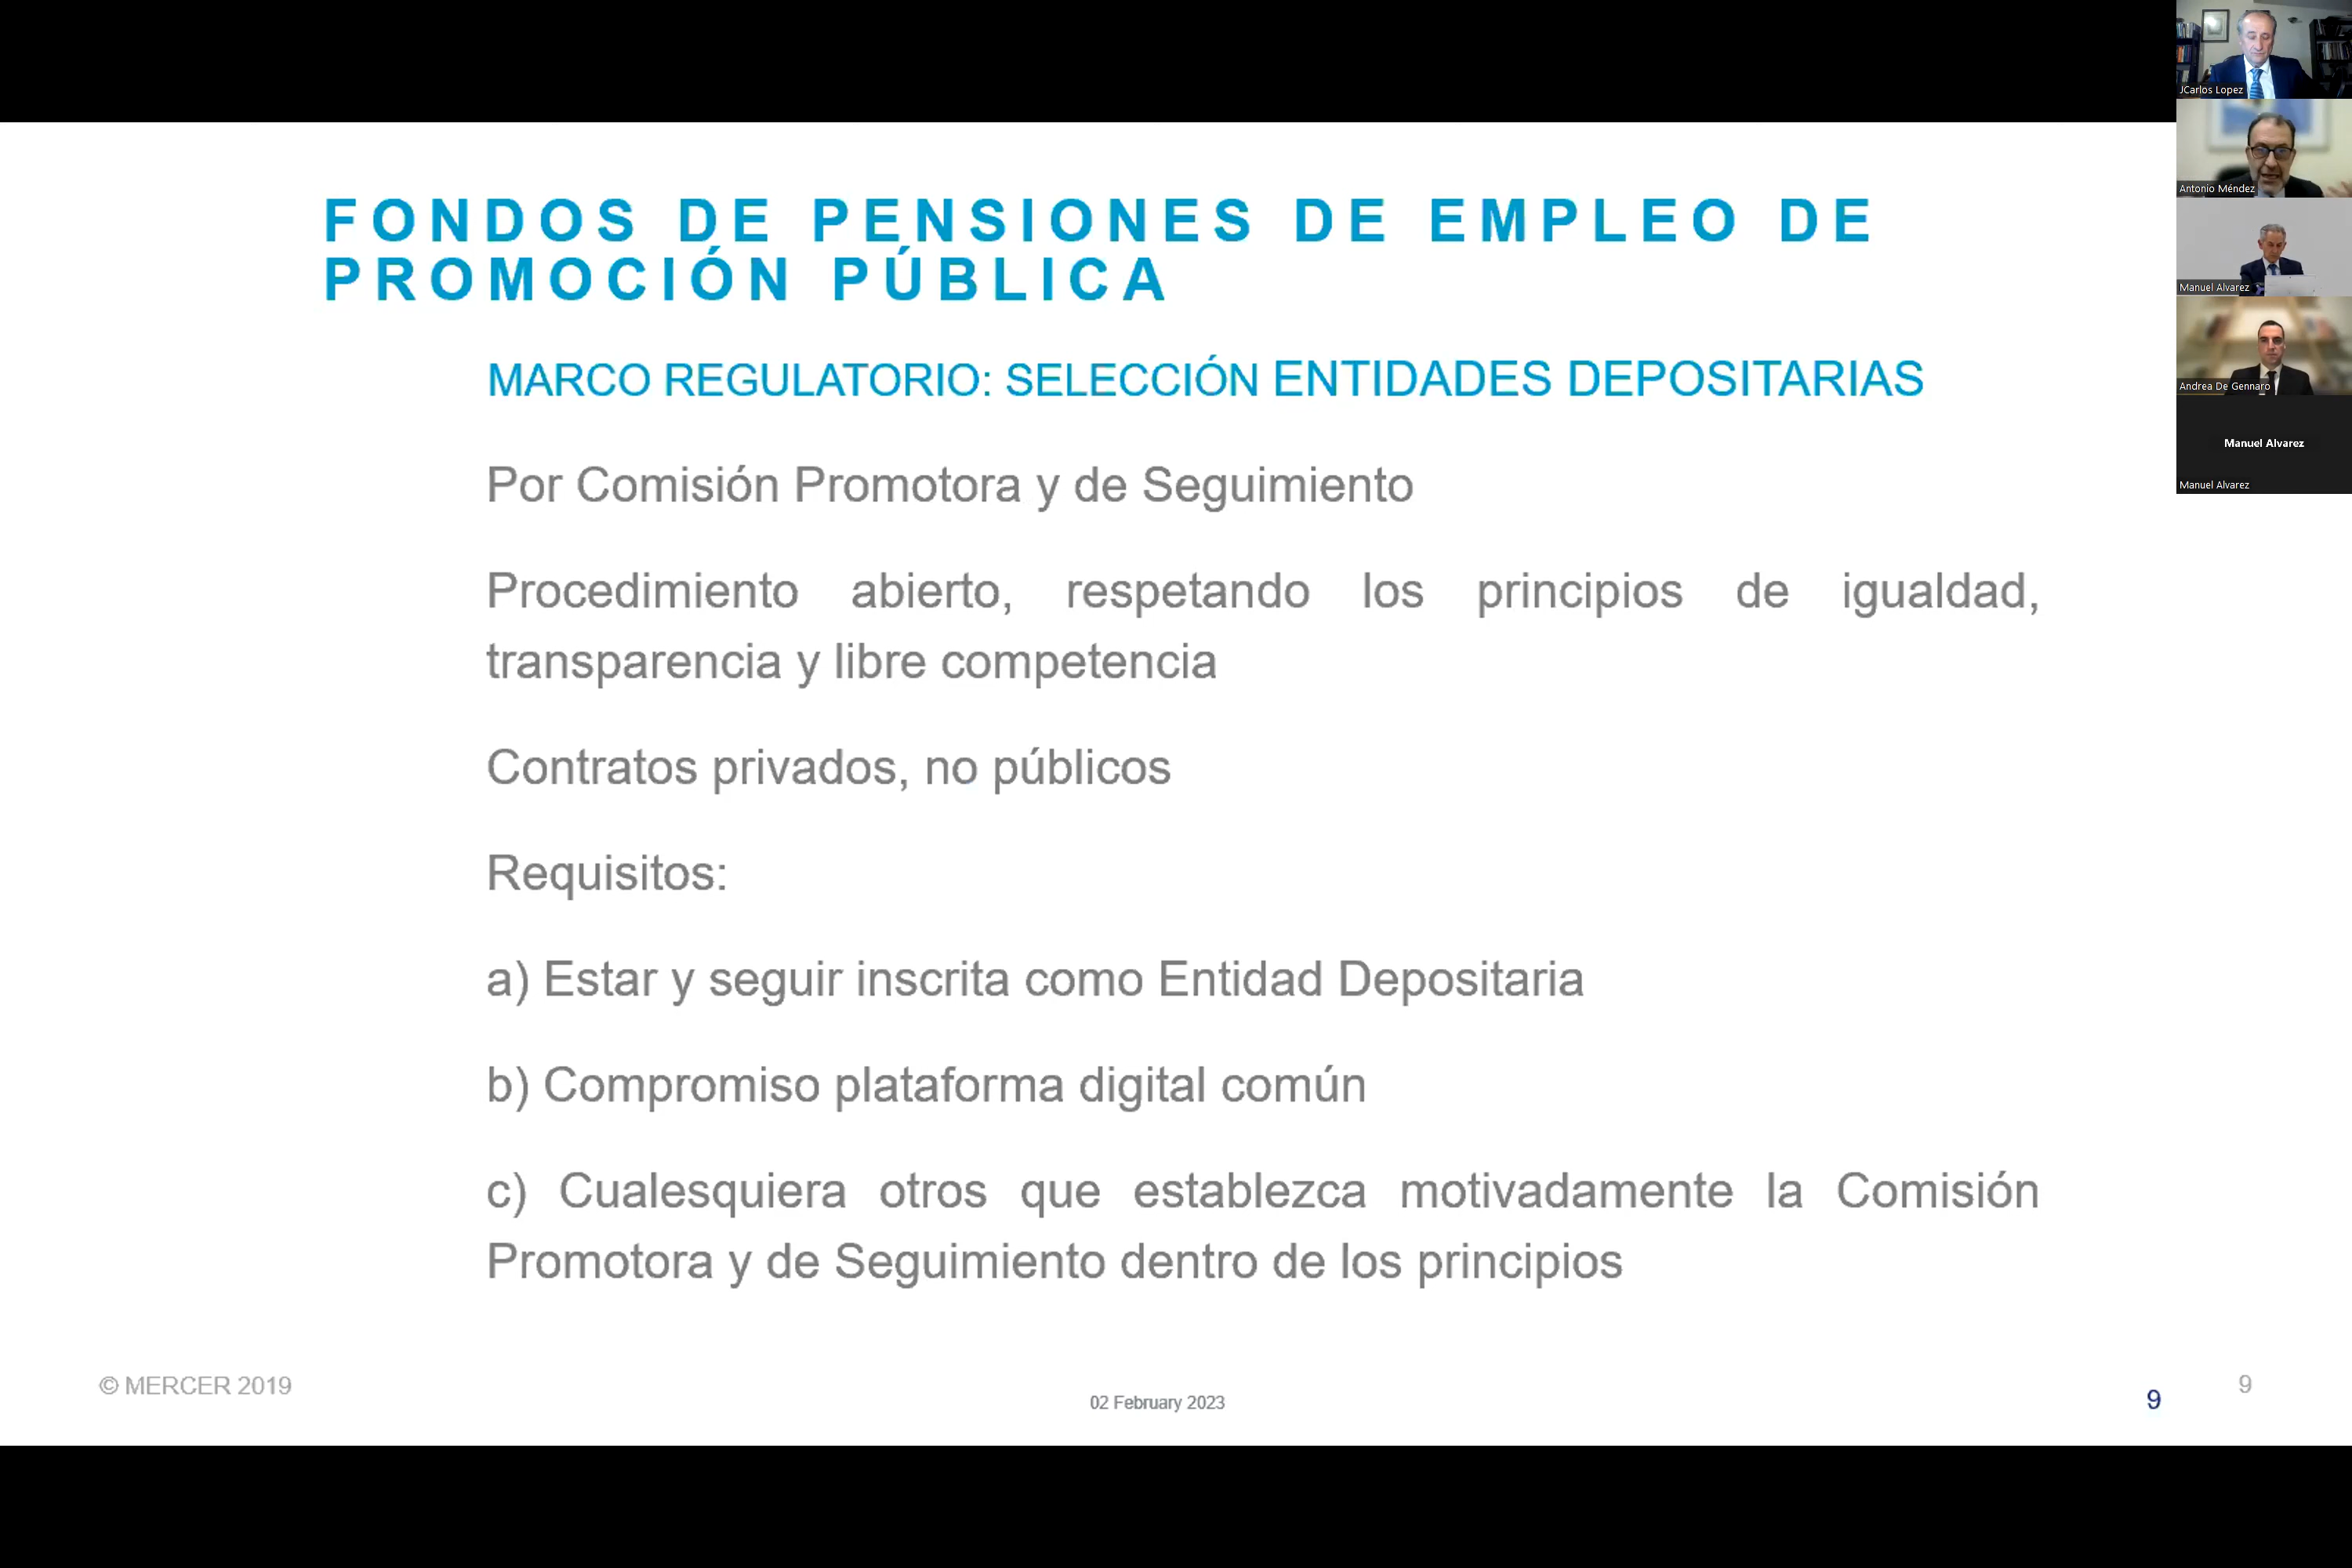 FONDOS DE PENSIONES DE EMPLEO DE
PROMOCIÓN PÚBLICA
MARCO REGULATORIO: SELECCIÓN ENTIDADES DEPOSITARIAS
Por Comisión Promotora y de Seguimiento
Procedimiento abierto, respetando los principios de igualdad,
transparencia y libre competencia
Contratos privados, no públicos
Requisitos:
a) Estar y seguir inscrita como Entidad Depositaria
b) Compromiso plataforma digital común
c) Cualesquiera otros que establezca motivadamente la Comisión
Promotora y de Seguimiento dentro de los principios
© MERCER 2019
02 February 2023
9
9
JCarlos Lopez
Antonio Méndez
Manuel Alvarez
Andrea De Gennaro
Manuel Alvarez
Manuel Alvarez